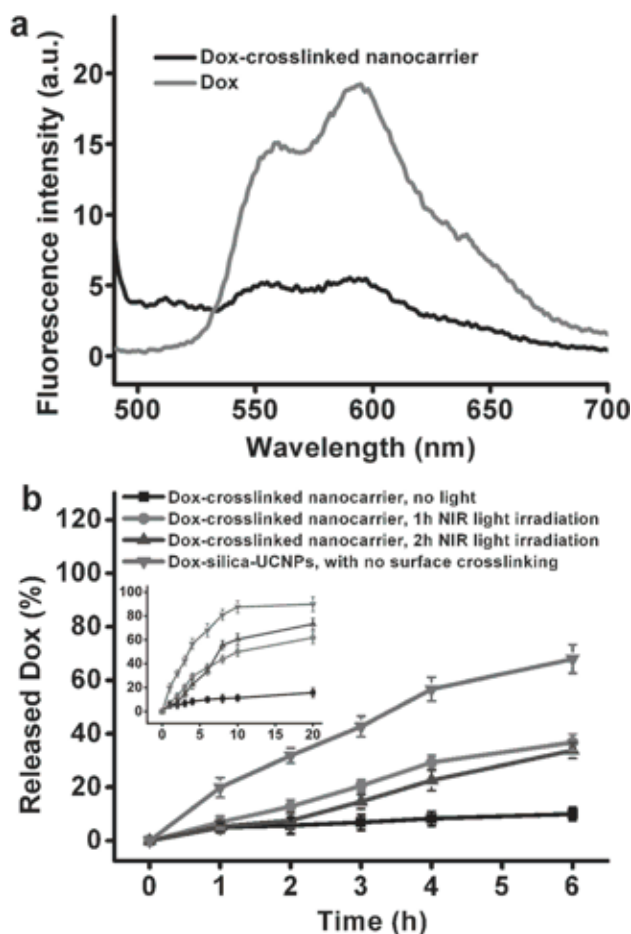 a
Dox-crosslinked nanocarrier
Dox
Fluorescence intensity (a.u.)
20
15
10
5
0
500
550
600
650
700
Wavelength (nm)
b
Dox-crosslinked nanocarrier, no light
Dox-crosslinked nanocarrier, 1h NIR light irradiation
Dox-crosslinked nanocarrier, 2h NIR light irradiation
Dox-silica-UCNPs, with no surface crosslinking
Released Dox (%)
120
100
80
60
40
20
0
100
80
60
40
20
0
0
5
10
15
20
0
1
2
3
4
5
6
Time (h)